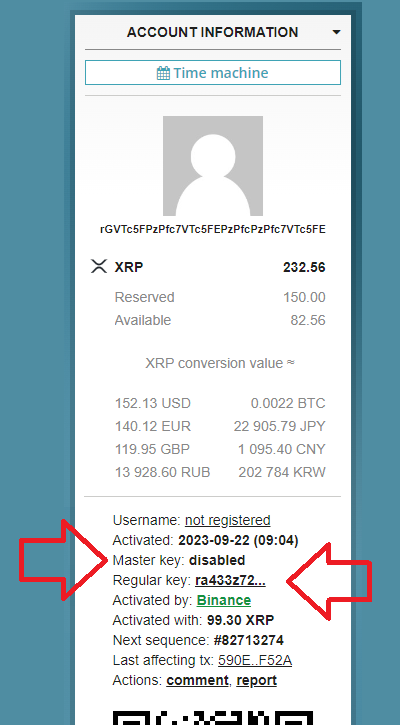 ACCOUNT INFORMATION
Time machine
rGVTc5FPzPfc7VTc5FEPzPfcPzPfc7VTc5FE
XRP 232.56
Reserved 150.00
Available 82.56
XRP conversion value ≈
152.13 USD 0.0022 BTC
140.12 EUR 22 905.79 JPY
119.95 GBP 1 095.40 CNY
13 928.60 RUB 202 784 KRW
Username: not registered
Activated: 2023-09-22 (09:04)
Master key: disabled
Regular key: ra433z72...
Activated by: Binance
Activated with: 99.30 XRP
Next sequence: #82713274
Last affecting tx: 590E..F52A
Actions: comment, report